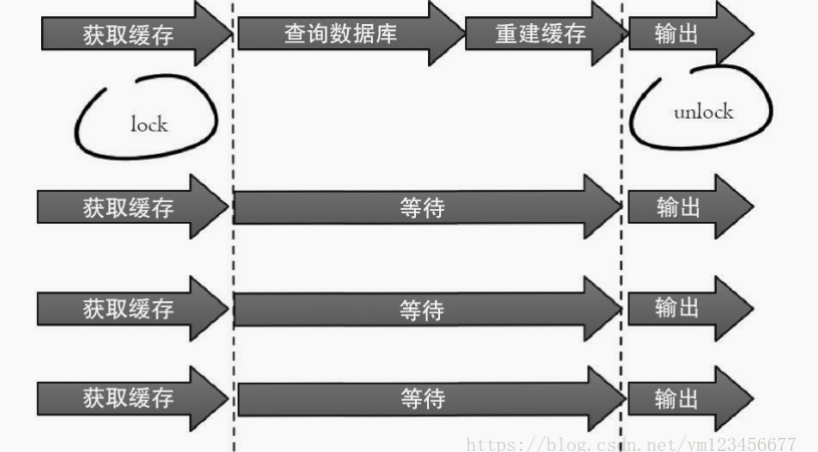 获取缓存 查询数据库 重建缓存 输出
lock unlock
获取缓存 等待 输出
获取缓存 等待 输出
获取缓存 等待 输出
https://blog.csdn.net/ym123456677